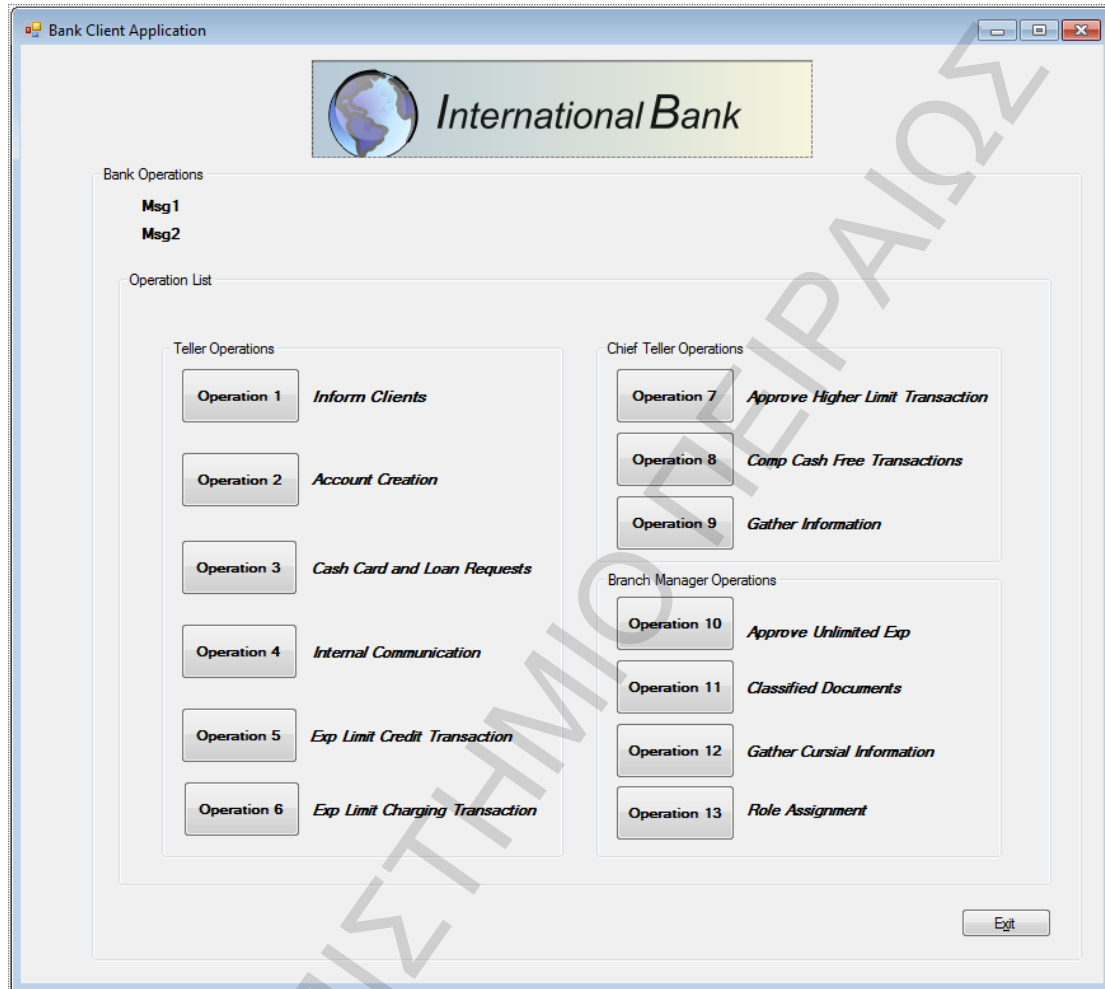 Bank Client Application
International Bank
Bank Operations
Msg1
Msg2
Operation List
Teller Operations
Operation 1 Inform Clients
Operation 2 Account Creation
Operation 3 Cash Card and Loan Requests
Operation 4 Internal Communication
Operation 5 Exp Limit Credit Transaction
Operation 6 Exp Limit Charging Transaction
Chief Teller Operations
Operation 7 Approve Higher Limit Transaction
Operation 8 Comp Cash Free Transactions
Operation 9 Gather Information
Branch Manager Operations
Operation 10 Approve Unlimited Exp
Operation 11 Classified Documents
Operation 12 Gather Cursial Information
Operation 13 Role Assignment
Exit
ΙΣΤΗΜΙΟ ΠΕΙΡΑΙΩΣ